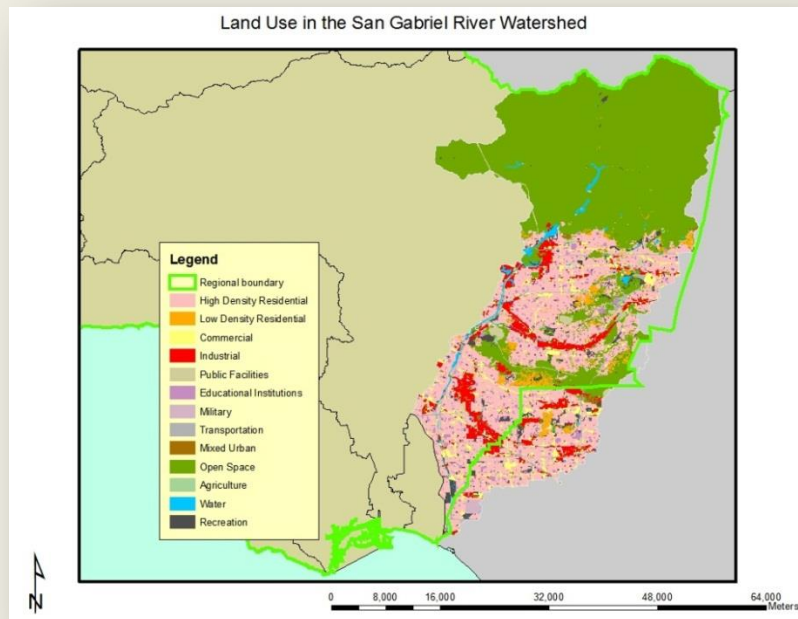 Land Use in the San Gabriel River Watershed
Legend
Regional boundary
High Density Residential
Low Density Residential
Commercial
Industrial
Public Facilities
Educational Institutions
Military
Transportation
Mixed Urban
Open Space
Agriculture
Water
Recreation
N
0 8,000 16,000 32,000 48,000 64,000
Meters